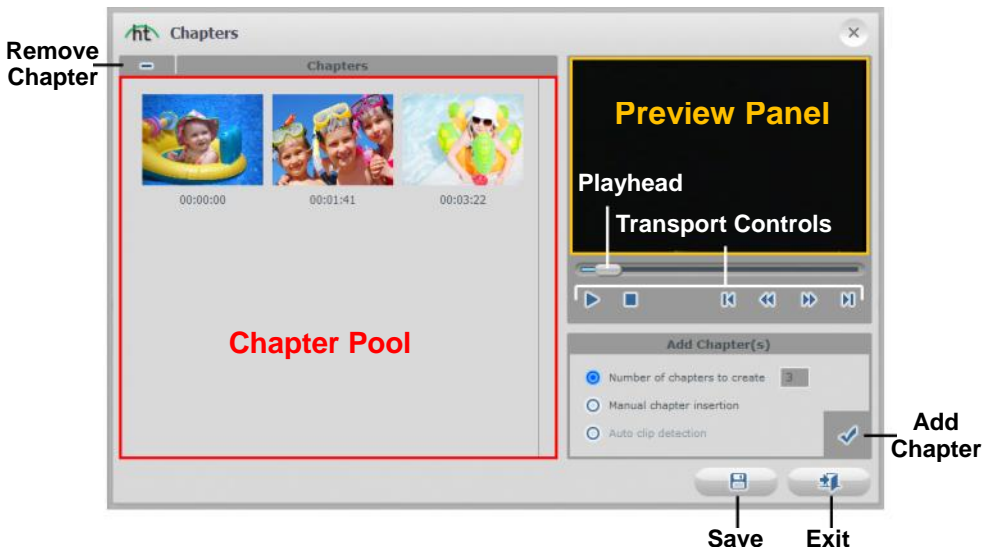 ht Chapters
Remove
Chapter
Chapters
Preview Panel
00:00:00 00:01:41 00:03:22
Playhead
Transport Controls
Chapter Pool
Add Chapter(s)
Number of chapters to create 3
Manual chapter insertion
Auto clip detection
Add
Chapter
Save Exit